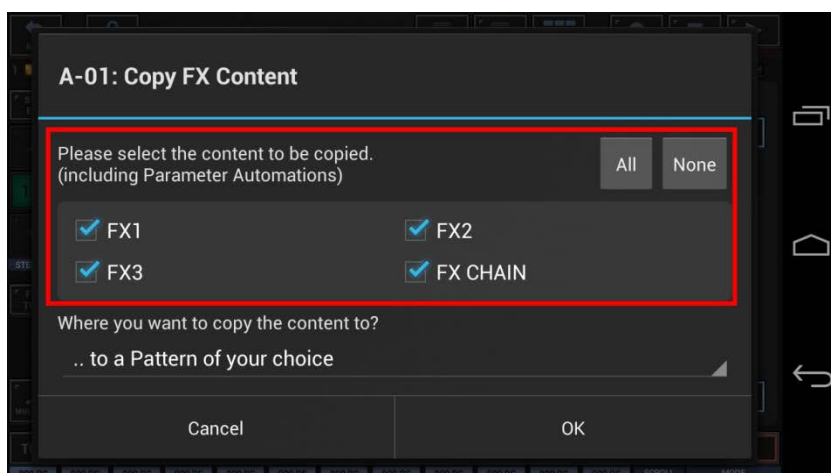 A-01: Copy FX Content
Please select the content to be copied.
(including Parameter Automations)
All
None
FX1
FX2
FX3
FX CHAIN
Where you want to copy the content to?
.. to a Pattern of your choice
Cancel
OK